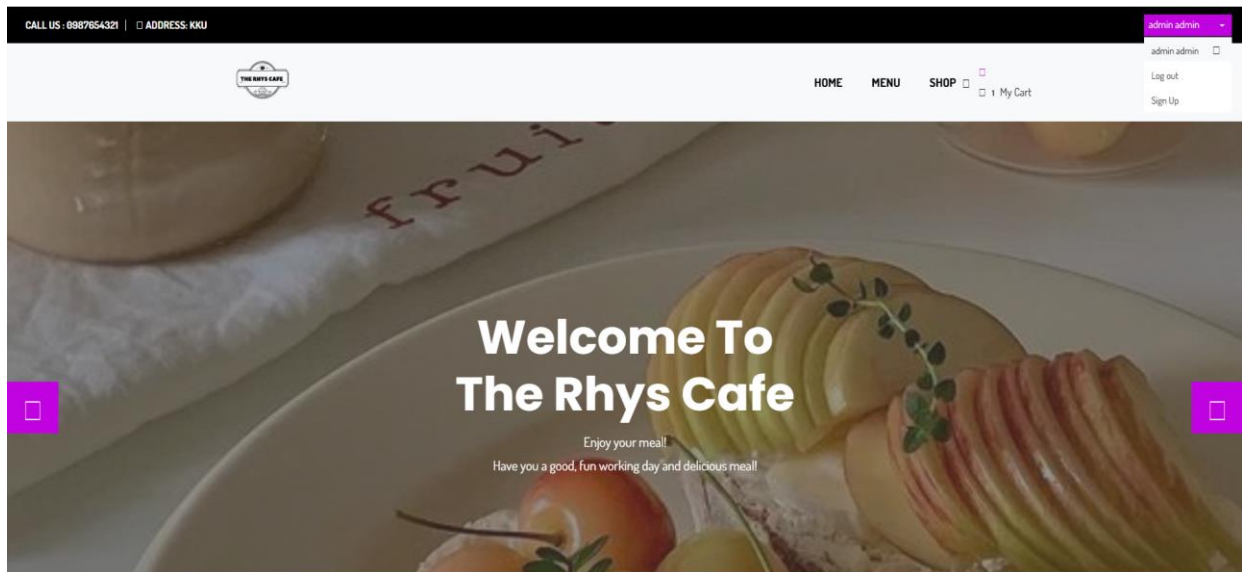 CALL US : 0987654321 ADDRESS: KKU
admin admin
admin admin
Log out
Sign Up
THE RHYS CAFE
HOME MENU SHOP 1 My Cart
fruit
Welcome To
The Rhys Cafe
Enjoy your meal!
Have you a good, fun working day and delicious meal!